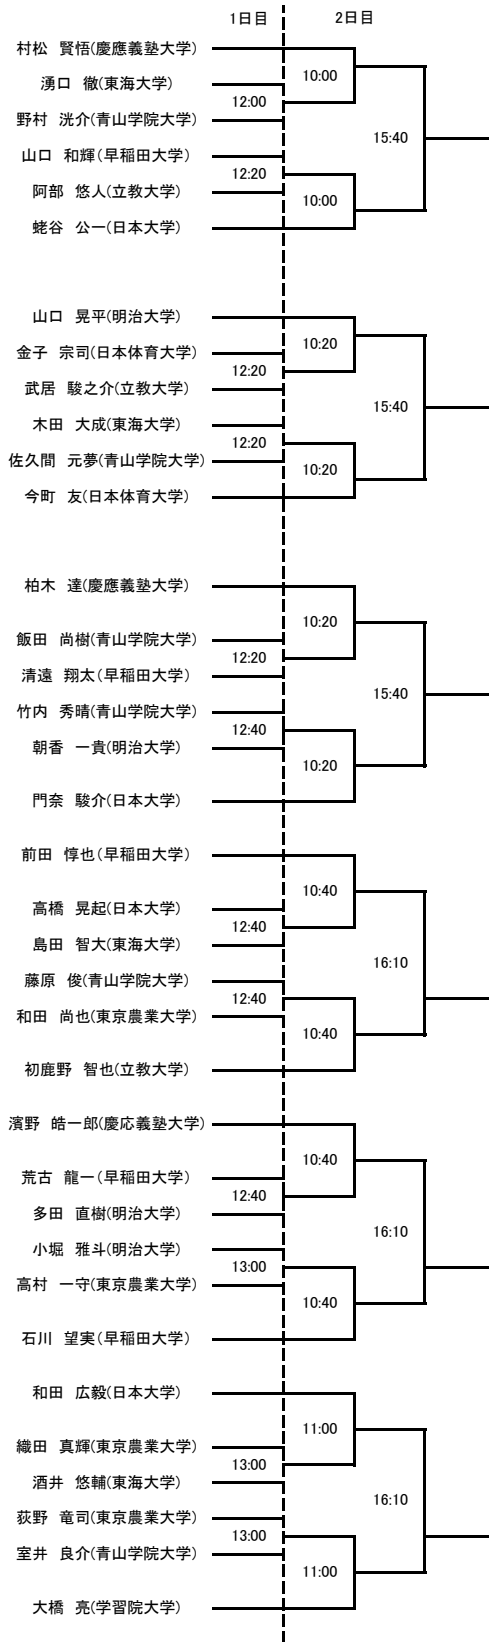 1日目 2日目
村松 賢悟(慶應義塾大学)
10:00
湧口 徹(東海大学)
12:00
野村 洸介(青山学院大学)
15:40
山口 和輝(早稲田大学)
12:20
阿部 悠人(立教大学)
10:00
蛯谷 公一(日本大学)
山口 晃平(明治大学)
10:20
金子 宗司(日本体育大学)
12:20
武居 駿之介(立教大学)
15:40
木田 大成(東海大学)
12:20
佐久間 元夢(青山学院大学)
10:20
今町 友(日本体育大学)
柏木 達(慶應義塾大学)
10:20
飯田 尚樹(青山学院大学)
12:20
清遠 翔太(早稲田大学)
15:40
竹内 秀晴(青山学院大学)
12:40
朝香 一貴(明治大学)
10:20
門奈 駿介(日本大学)
前田 惇也(早稲田大学)
10:40
高橋 晃起(日本大学)
12:40
島田 智大(東海大学)
16:10
藤原 俊(青山学院大学)
12:40
和田 尚也(東京農業大学)
10:40
初鹿野 智也(立教大学)
濱野 皓一郎(慶応義塾大学)
10:40
荒古 龍一(早稲田大学)
12:40
多田 直樹(明治大学)
16:10
小堀 雅斗(明治大学)
13:00
高村 一守(東京農業大学)
10:40
石川 望実(早稲田大学)
和田 広毅(日本大学)
11:00
織田 真輝(東京農業大学)
13:00
酒井 悠輔(東海大学)
16:10
荻野 竜司(東京農業大学)
13:00
室井 良介(青山学院大学)
11:00
大橋 亮(学習院大学)